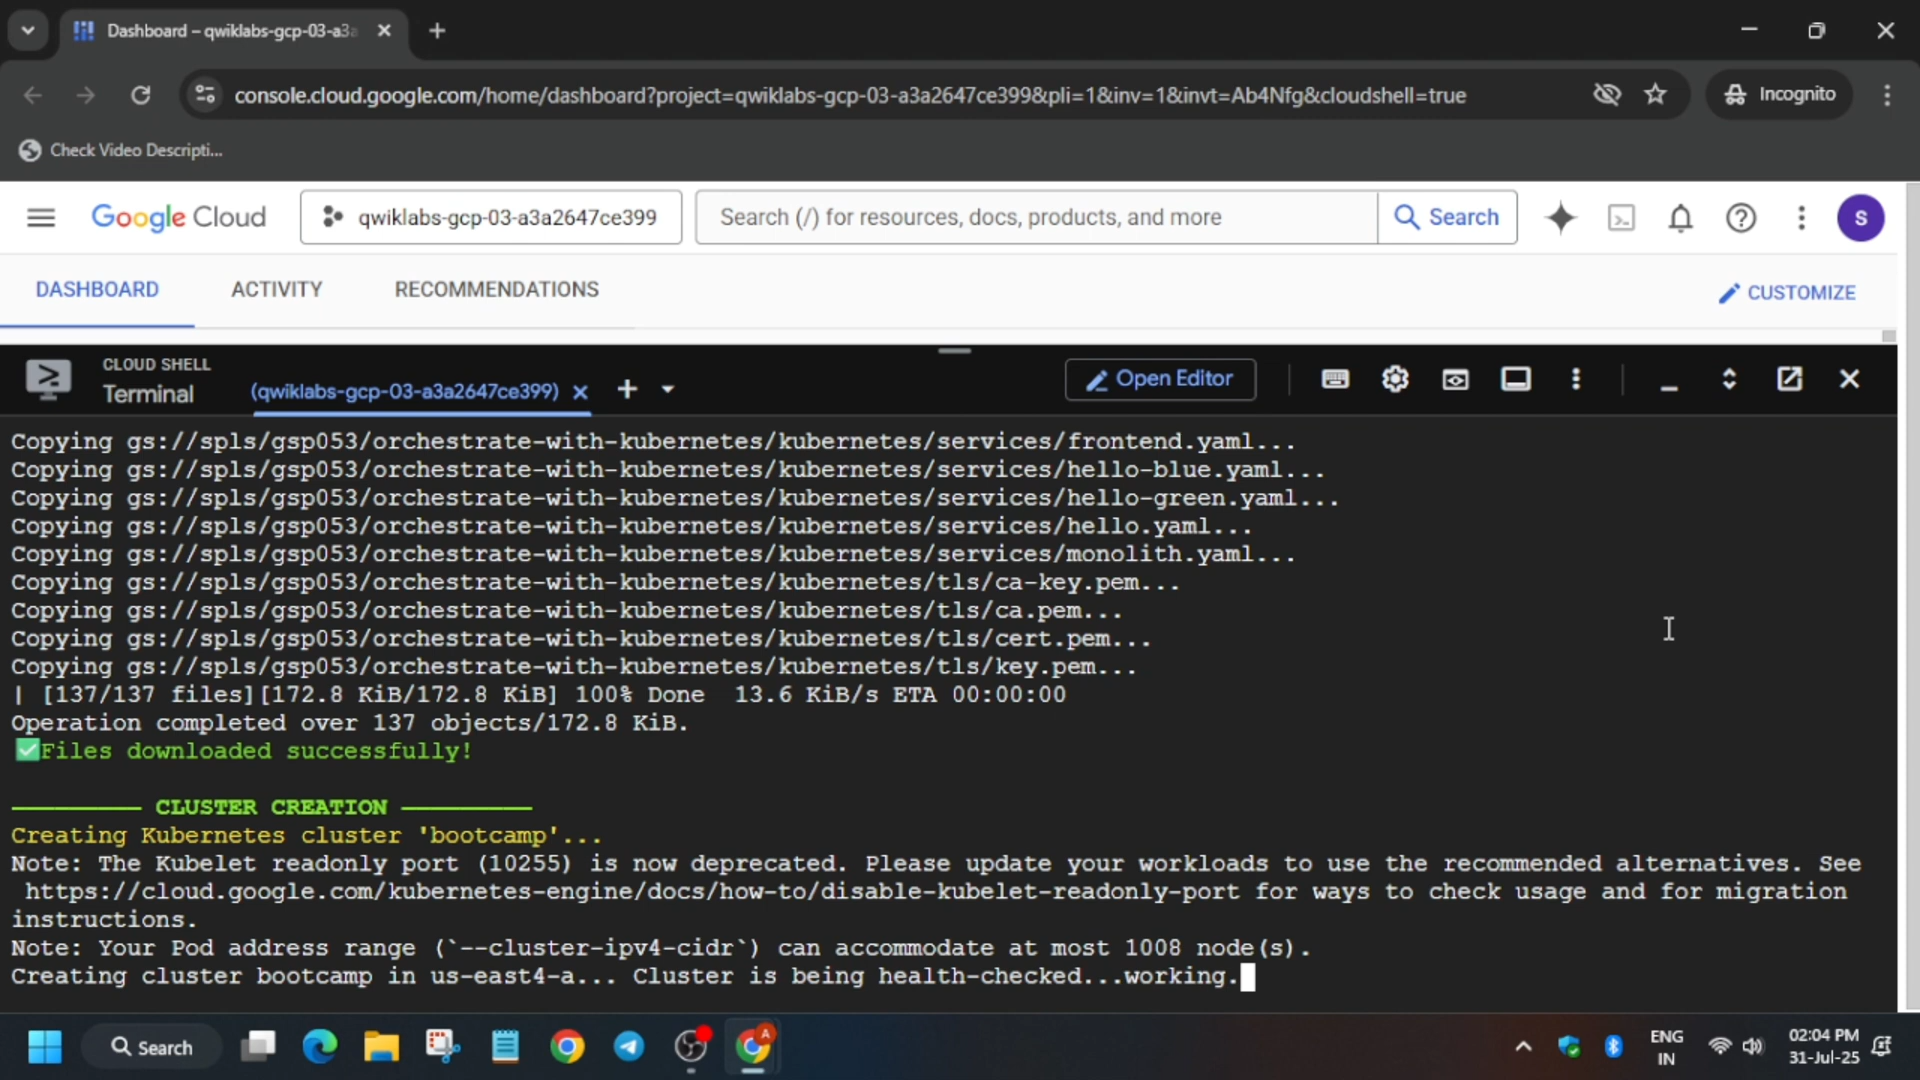 Dashboard – qwiklabs-gcp-03-a3a
console.cloud.google.com/home/dashboard?project=qwiklabs-gcp-03-a3a2647ce399&pli=1&inv=1&invt=Ab4Nfg&cloudshell=true
Incognito
Check Video Descripti...
Google Cloud
qwiklabs-gcp-03-a3a2647ce399
Search (/) for resources, docs, products, and more
Search
S
DASHBOARD
ACTIVITY
RECOMMENDATIONS
CUSTOMIZE
CLOUD SHELL
Terminal
(qwiklabs-gcp-03-a3a2647ce399)
Open Editor
Copying gs://spls/gsp053/orchestrate-with-kubernetes/kubernetes/services/frontend.yaml...
Copying gs://spls/gsp053/orchestrate-with-kubernetes/kubernetes/services/hello-blue.yaml...
Copying gs://spls/gsp053/orchestrate-with-kubernetes/kubernetes/services/hello-green.yaml...
Copying gs://spls/gsp053/orchestrate-with-kubernetes/kubernetes/services/hello.yaml...
Copying gs://spls/gsp053/orchestrate-with-kubernetes/kubernetes/services/monolith.yaml...
Copying gs://spls/gsp053/orchestrate-with-kubernetes/kubernetes/tls/ca-key.pem...
Copying gs://spls/gsp053/orchestrate-with-kubernetes/kubernetes/tls/ca.pem...
Copying gs://spls/gsp053/orchestrate-with-kubernetes/kubernetes/tls/cert.pem...
Copying gs://spls/gsp053/orchestrate-with-kubernetes/kubernetes/tls/key.pem...
| [137/137 files][172.8 KiB/172.8 KiB] 100% Done  13.6 KiB/s ETA 00:00:00
Operation completed over 137 objects/172.8 KiB.
✅Files downloaded successfully!
───────── CLUSTER CREATION ─────────
Creating Kubernetes cluster 'bootcamp'...
Note: The Kubelet readonly port (10255) is now deprecated. Please update your workloads to use the recommended alternatives. See
https://cloud.google.com/kubernetes-engine/docs/how-to/disable-kubelet-readonly-port for ways to check usage and for migration
instructions.
Note: Your Pod address range (`--cluster-ipv4-cidr`) can accommodate at most 1008 node(s).
Creating cluster bootcamp in us-east4-a... Cluster is being health-checked...working.
Search
ENG
IN
02:04 PM
31-Jul-25